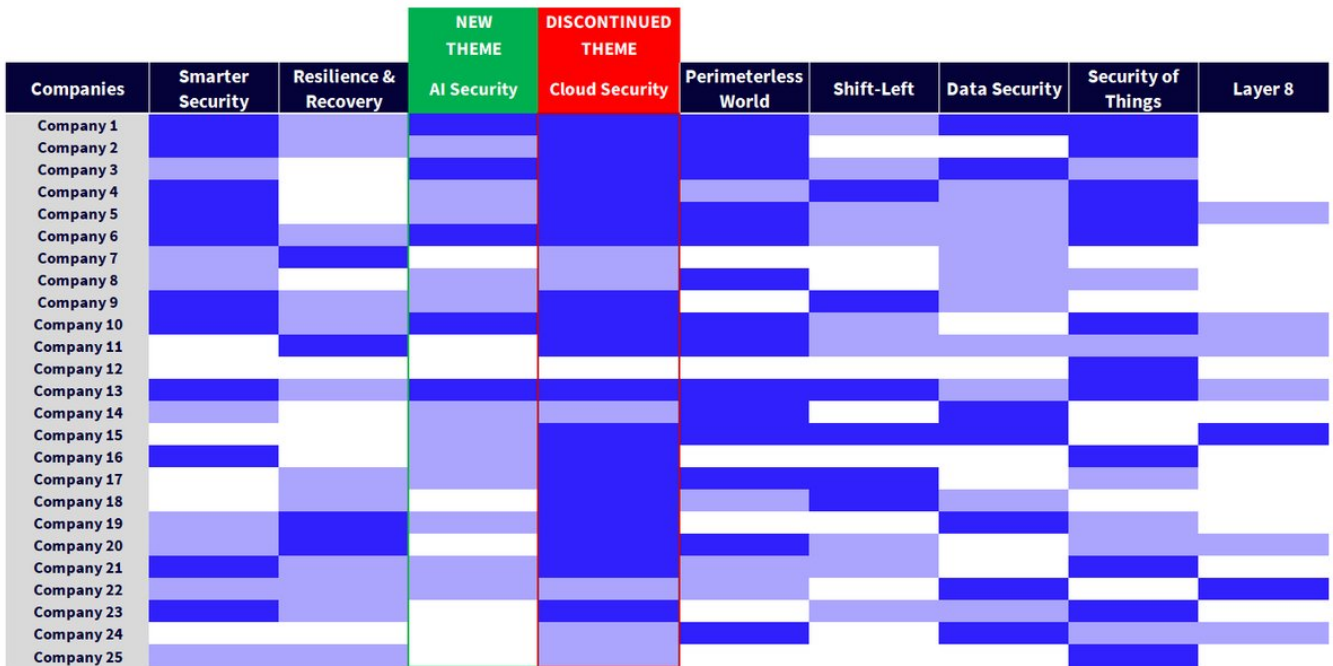 NEW
THEME
DISCONTINUED
THEME
Companies
Smarter
Security
Resilience &
Recovery
AI Security
Cloud Security
Perimeterless
World
Shift-Left
Data Security
Security of
Things
Layer 8
Company 1
Company 2
Company 3
Company 4
Company 5
Company 6
Company 7
Company 8
Company 9
Company 10
Company 11
Company 12
Company 13
Company 14
Company 15
Company 16
Company 17
Company 18
Company 19
Company 20
Company 21
Company 22
Company 23
Company 24
Company 25